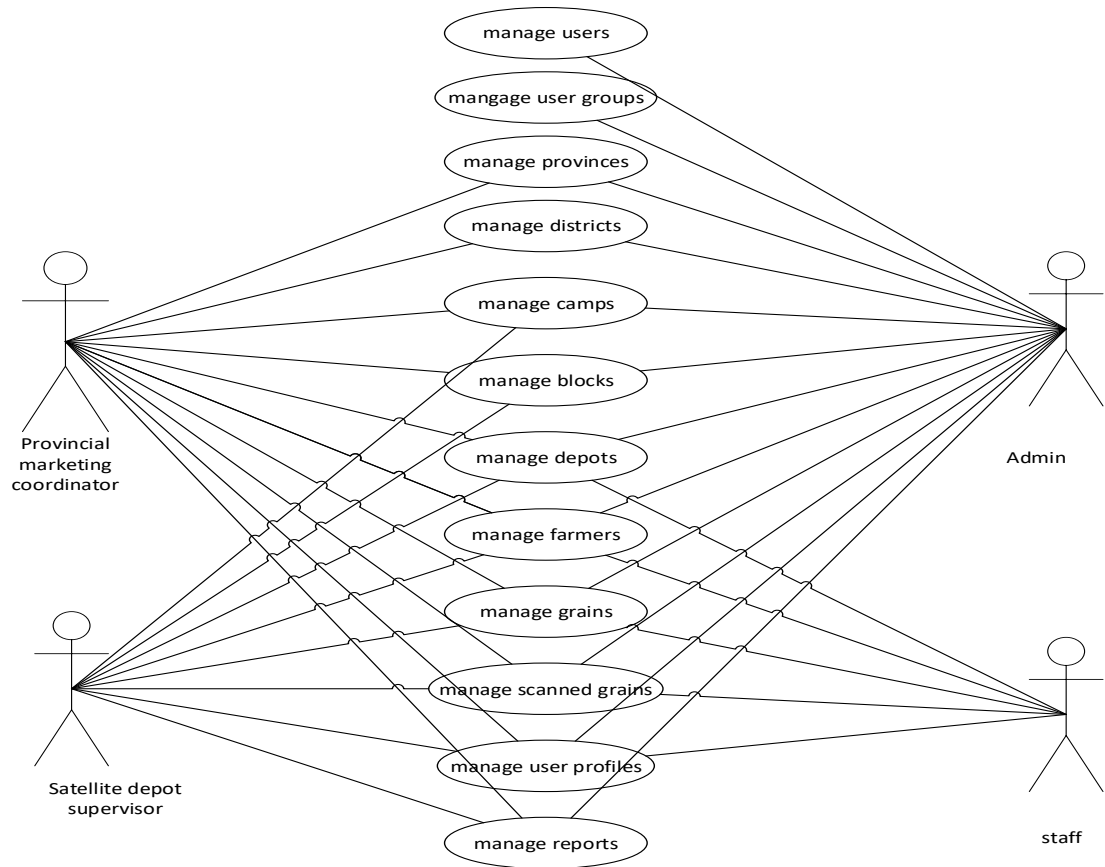 manage users
mangage user groups
manage provinces
manage districts
manage camps
manage blocks
Provincial
marketing
coordinator
manage depots
Admin
manage farmers
manage grains
manage scanned grains
manage user profiles
Satellite depot
supervisor
staff
manage reports